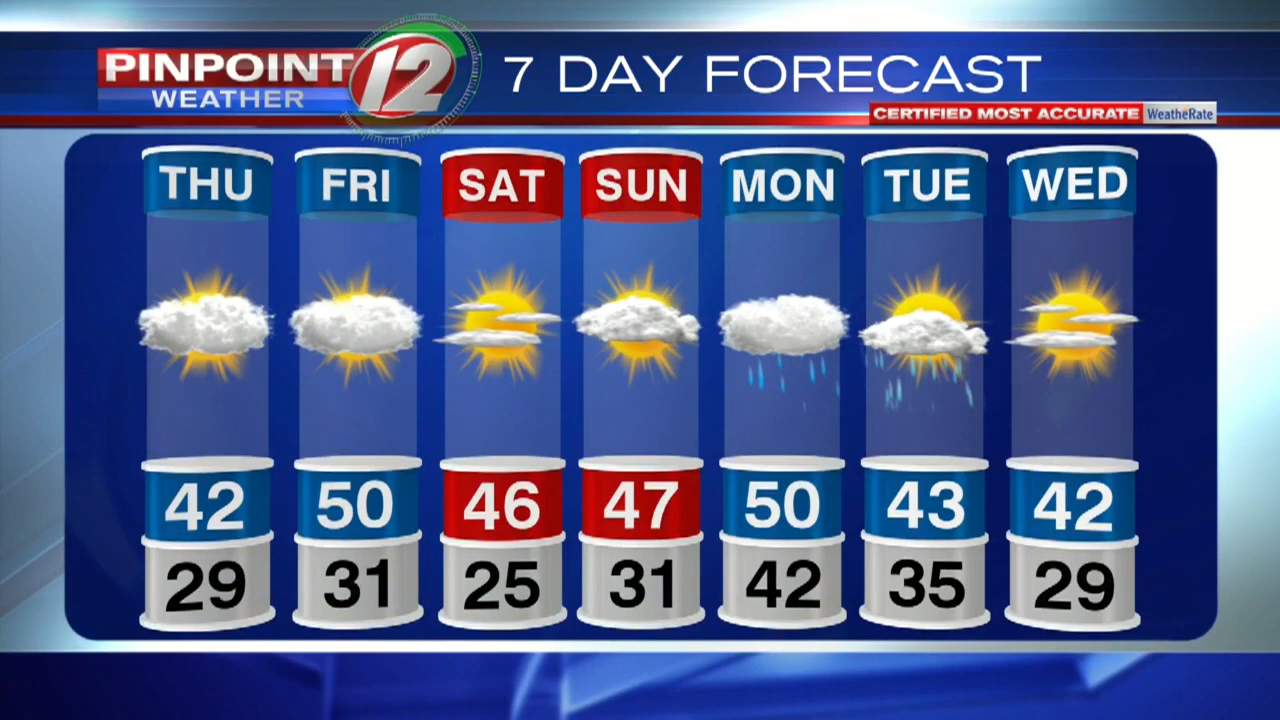 PINPOINT 12
WEATHER
7 DAY FORECAST
CERTIFIED MOST ACCURATE WeatheRate
THU FRI SAT SUN MON TUE WED
42 50 46 47 50 43 42
29 31 25 31 42 35 29